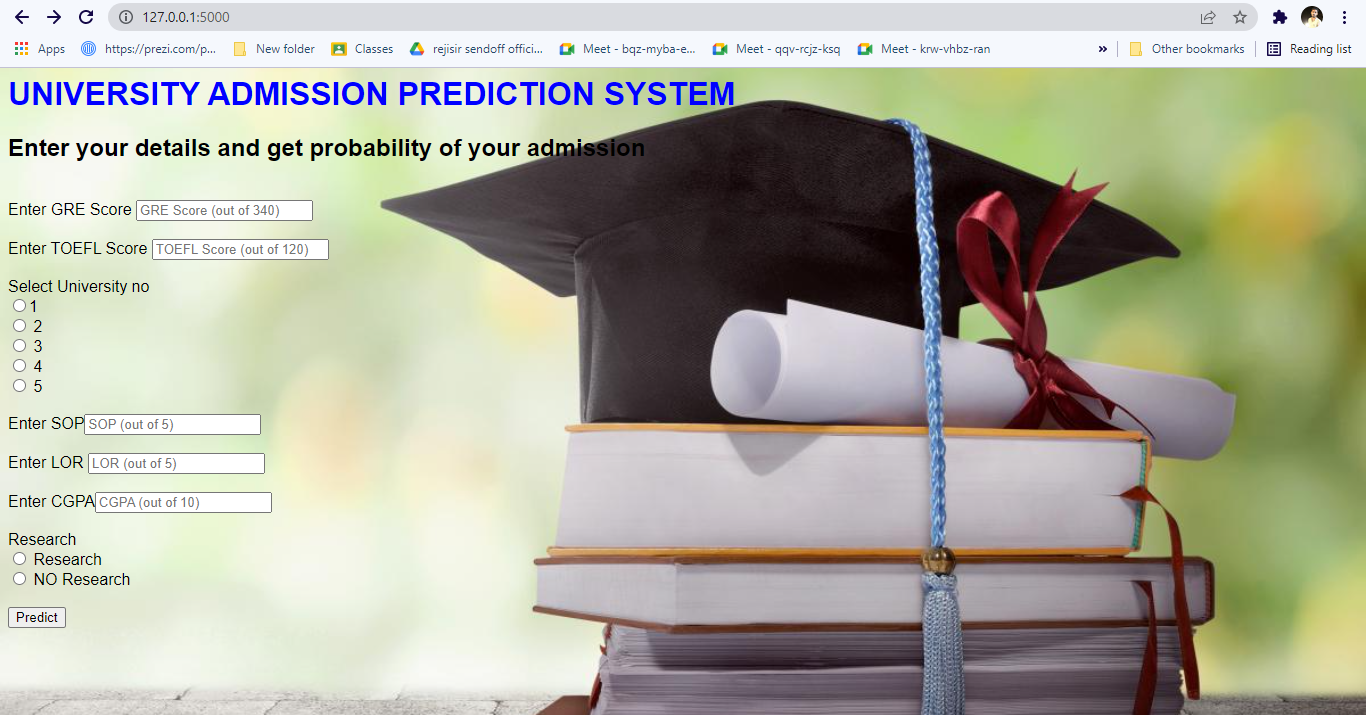 127.0.0.1:5000
Apps https://prezi.com/p... New folder Classes rejisir sendoff offici... Meet - bqz-myba-e... Meet - qqv-rcjz-ksq Meet - krw-vhbz-ran » Other bookmarks Reading list
UNIVERSITY ADMISSION PREDICTION SYSTEM
Enter your details and get probability of your admission
Enter GRE Score GRE Score (out of 340)
Enter TOEFL Score TOEFL Score (out of 120)
Select University no
1
2
3
4
5
Enter SOP SOP (out of 5)
Enter LOR LOR (out of 5)
Enter CGPA CGPA (out of 10)
Research
Research
NO Research
Predict